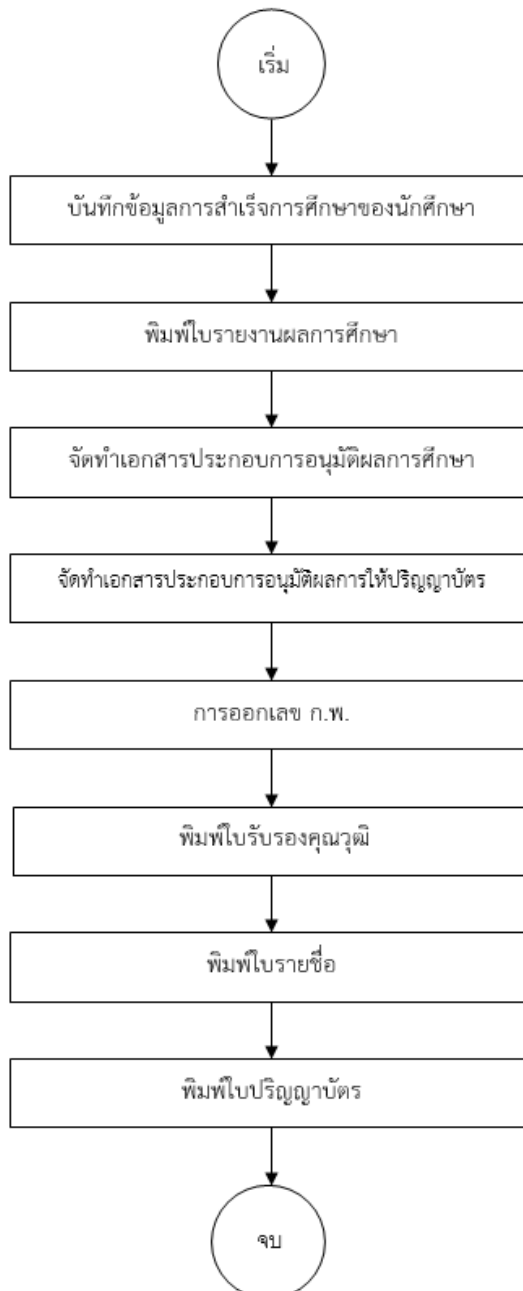 เริ่ม
บันทึกข้อมูลการสำเร็จการศึกษาของนักศึกษา
พิมพ์ใบรายงานผลการศึกษา
จัดทำเอกสารประกอบการอนุมัติผลการศึกษา
จัดทำเอกสารประกอบการอนุมัติผลการให้ปริญญาบัตร
การออกเลข ก.พ.
พิมพ์ใบรับรองคุณวุฒิ
พิมพ์ใบรายชื่อ
พิมพ์ใบปริญญาบัตร
จบ